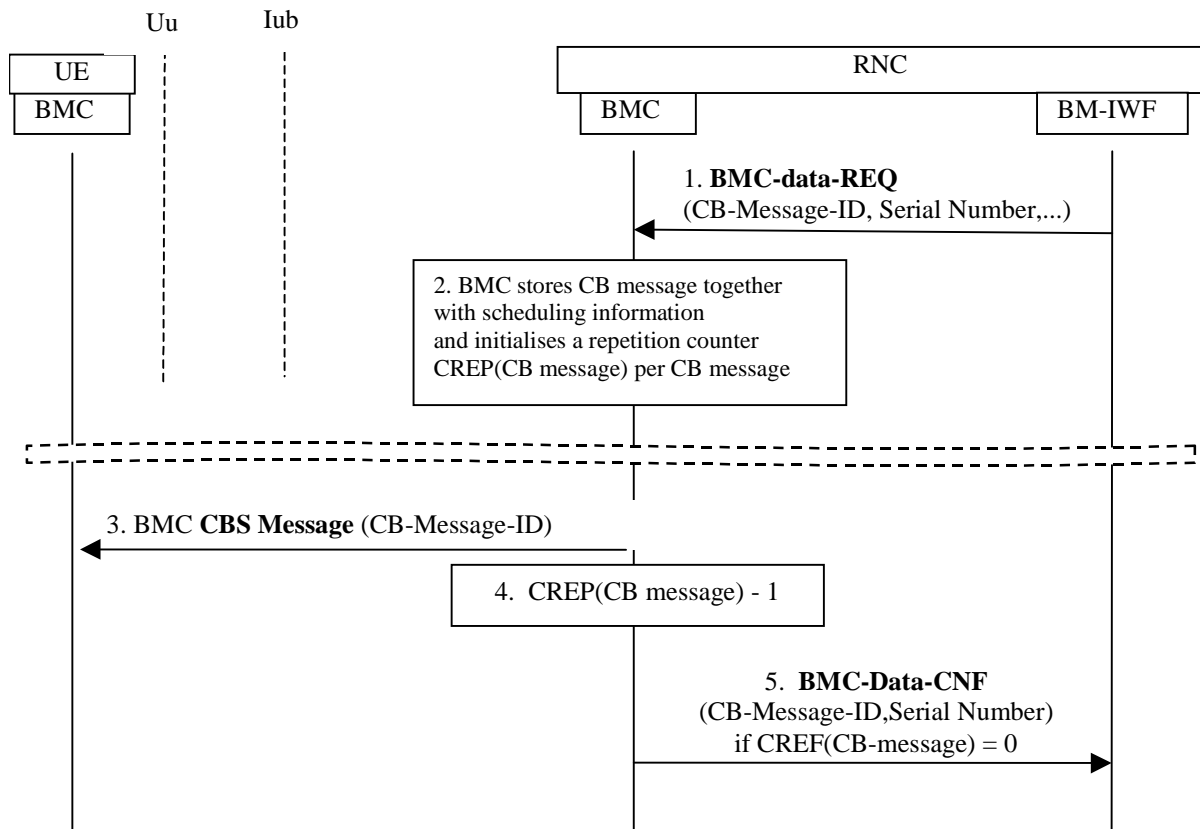 Uu
Iub
UE
RNC
BMC
BMC
BM-IWF
1. BMC-data-REQ
(CB-Message-ID, Serial Number,...)
2. BMC stores CB message together
with scheduling information
and initialises a repetition counter
CREP(CB message) per CB message
3. BMC CBS Message (CB-Message-ID)
4. CREP(CB message) - 1
5. BMC-Data-CNF
(CB-Message-ID,Serial Number)
if CREF(CB-message) = 0